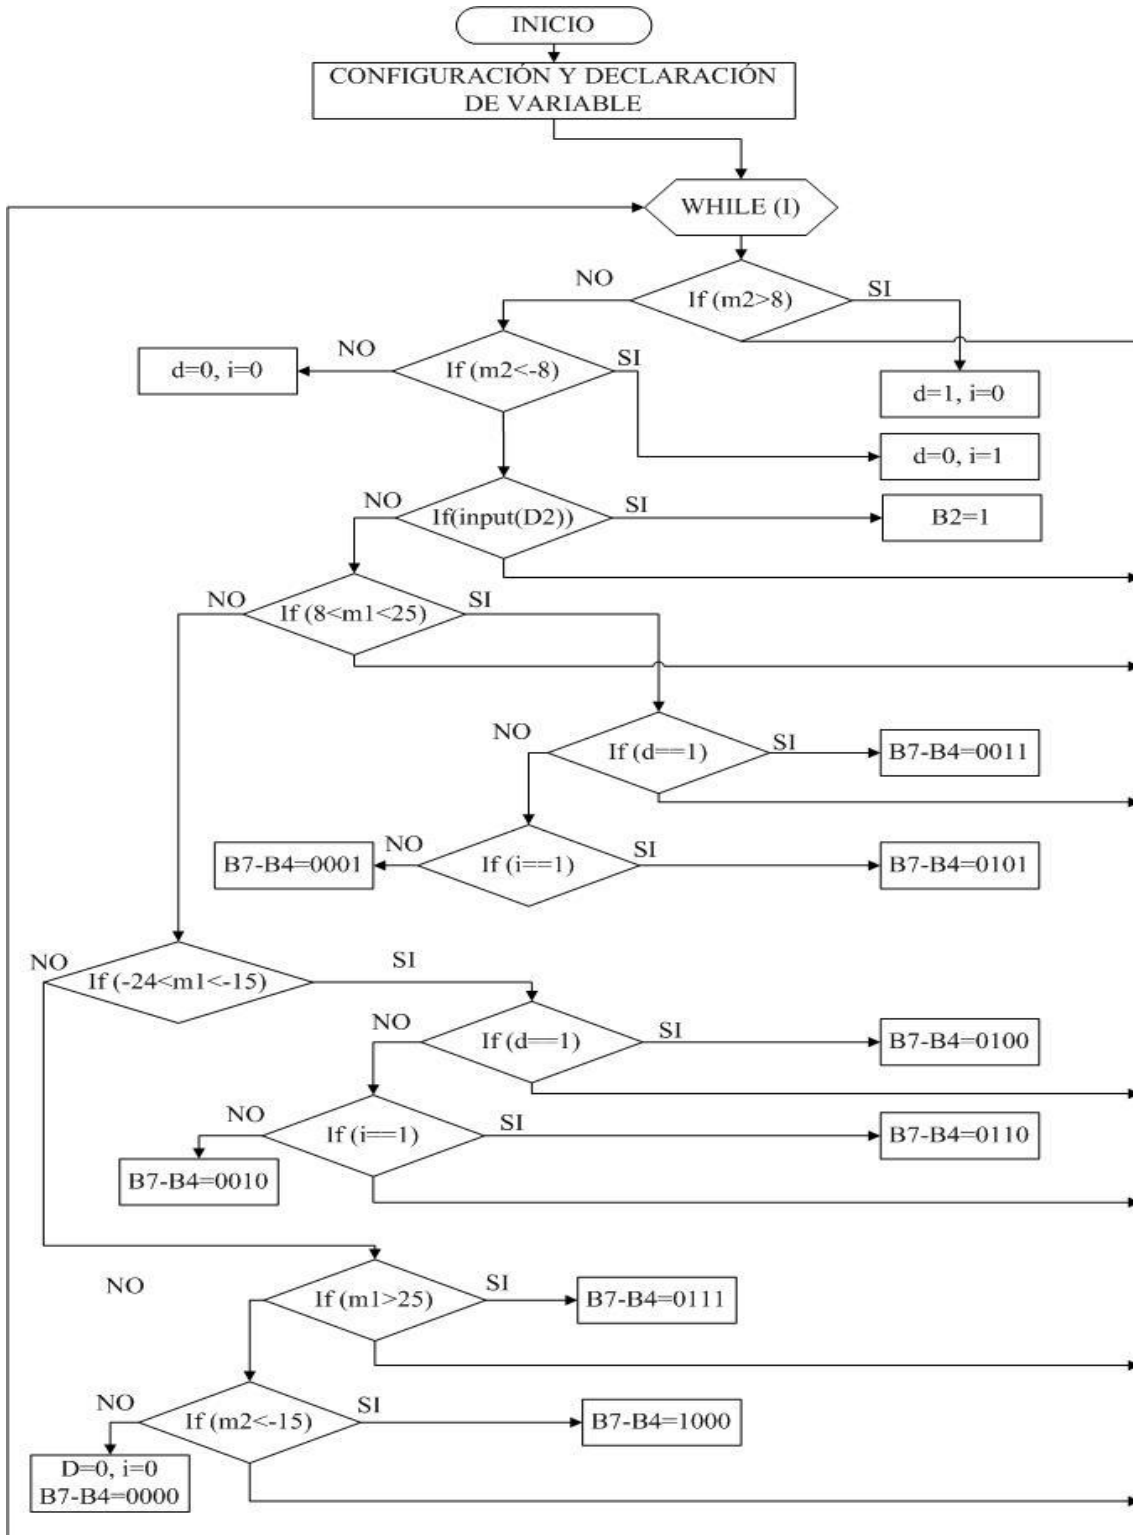 INICIO
CONFIGURACIÓN Y DECLARACIÓN
DE VARIABLE
WHILE (I)
NO
If (m2>8)
SI
NO
d=0, i=0
If (m2<-8)
SI
d=1, i=0
d=0, i=1
NO
If(input(D2))
SI
B2=1
NO
If (8<m1<25)
SI
NO
If (d==1)
SI
B7-B4=0011
B7-B4=0001
NO
If (i==1)
SI
B7-B4=0101
NO
If (-24<m1<-15)
SI
NO
If (d==1)
SI
B7-B4=0100
NO
If (i==1)
SI
B7-B4=0110
B7-B4=0010
NO
If (m1>25)
SI
B7-B4=0111
NO
If (m2<-15)
SI
B7-B4=1000
D=0, i=0
B7-B4=0000